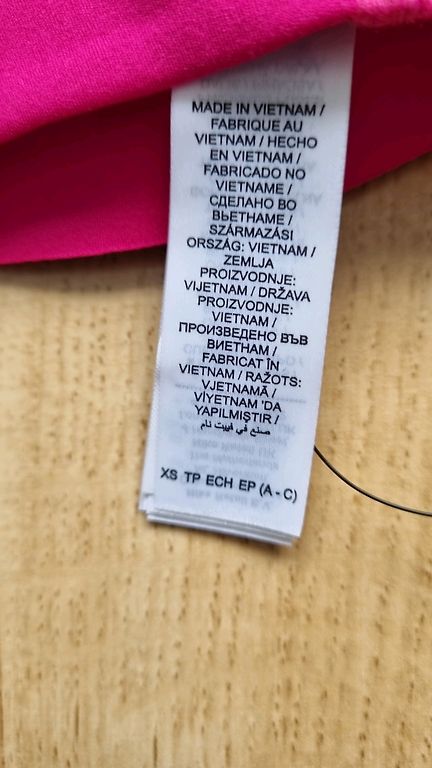 MADE IN VIETNAM /
FABRIQUE AU
VIETNAM / HECHO
EN VIETNAM /
FABRICADO NO
VIETNAME /
СДЕЛАНО ВО
ВЬЕТНАМЕ /
SZÁRMAZÁSI
ORSZÁG: VIETNAM /
ZEMLJA
PROIZVODNJE:
VIJETNAM / DRŽAVA
PROIZVODNJE:
VIETNAM /
ПРОИЗВЕДЕНО ВЪВ
ВИЕТНАМ /
FABRICAT ÎN
VIETNAM / RAŽOTS:
VJETNAMĀ /
VİYETNAM 'DA
YAPILMIŞTIR /
صنع في فييت نام
XS TP ECH EP (A - C)